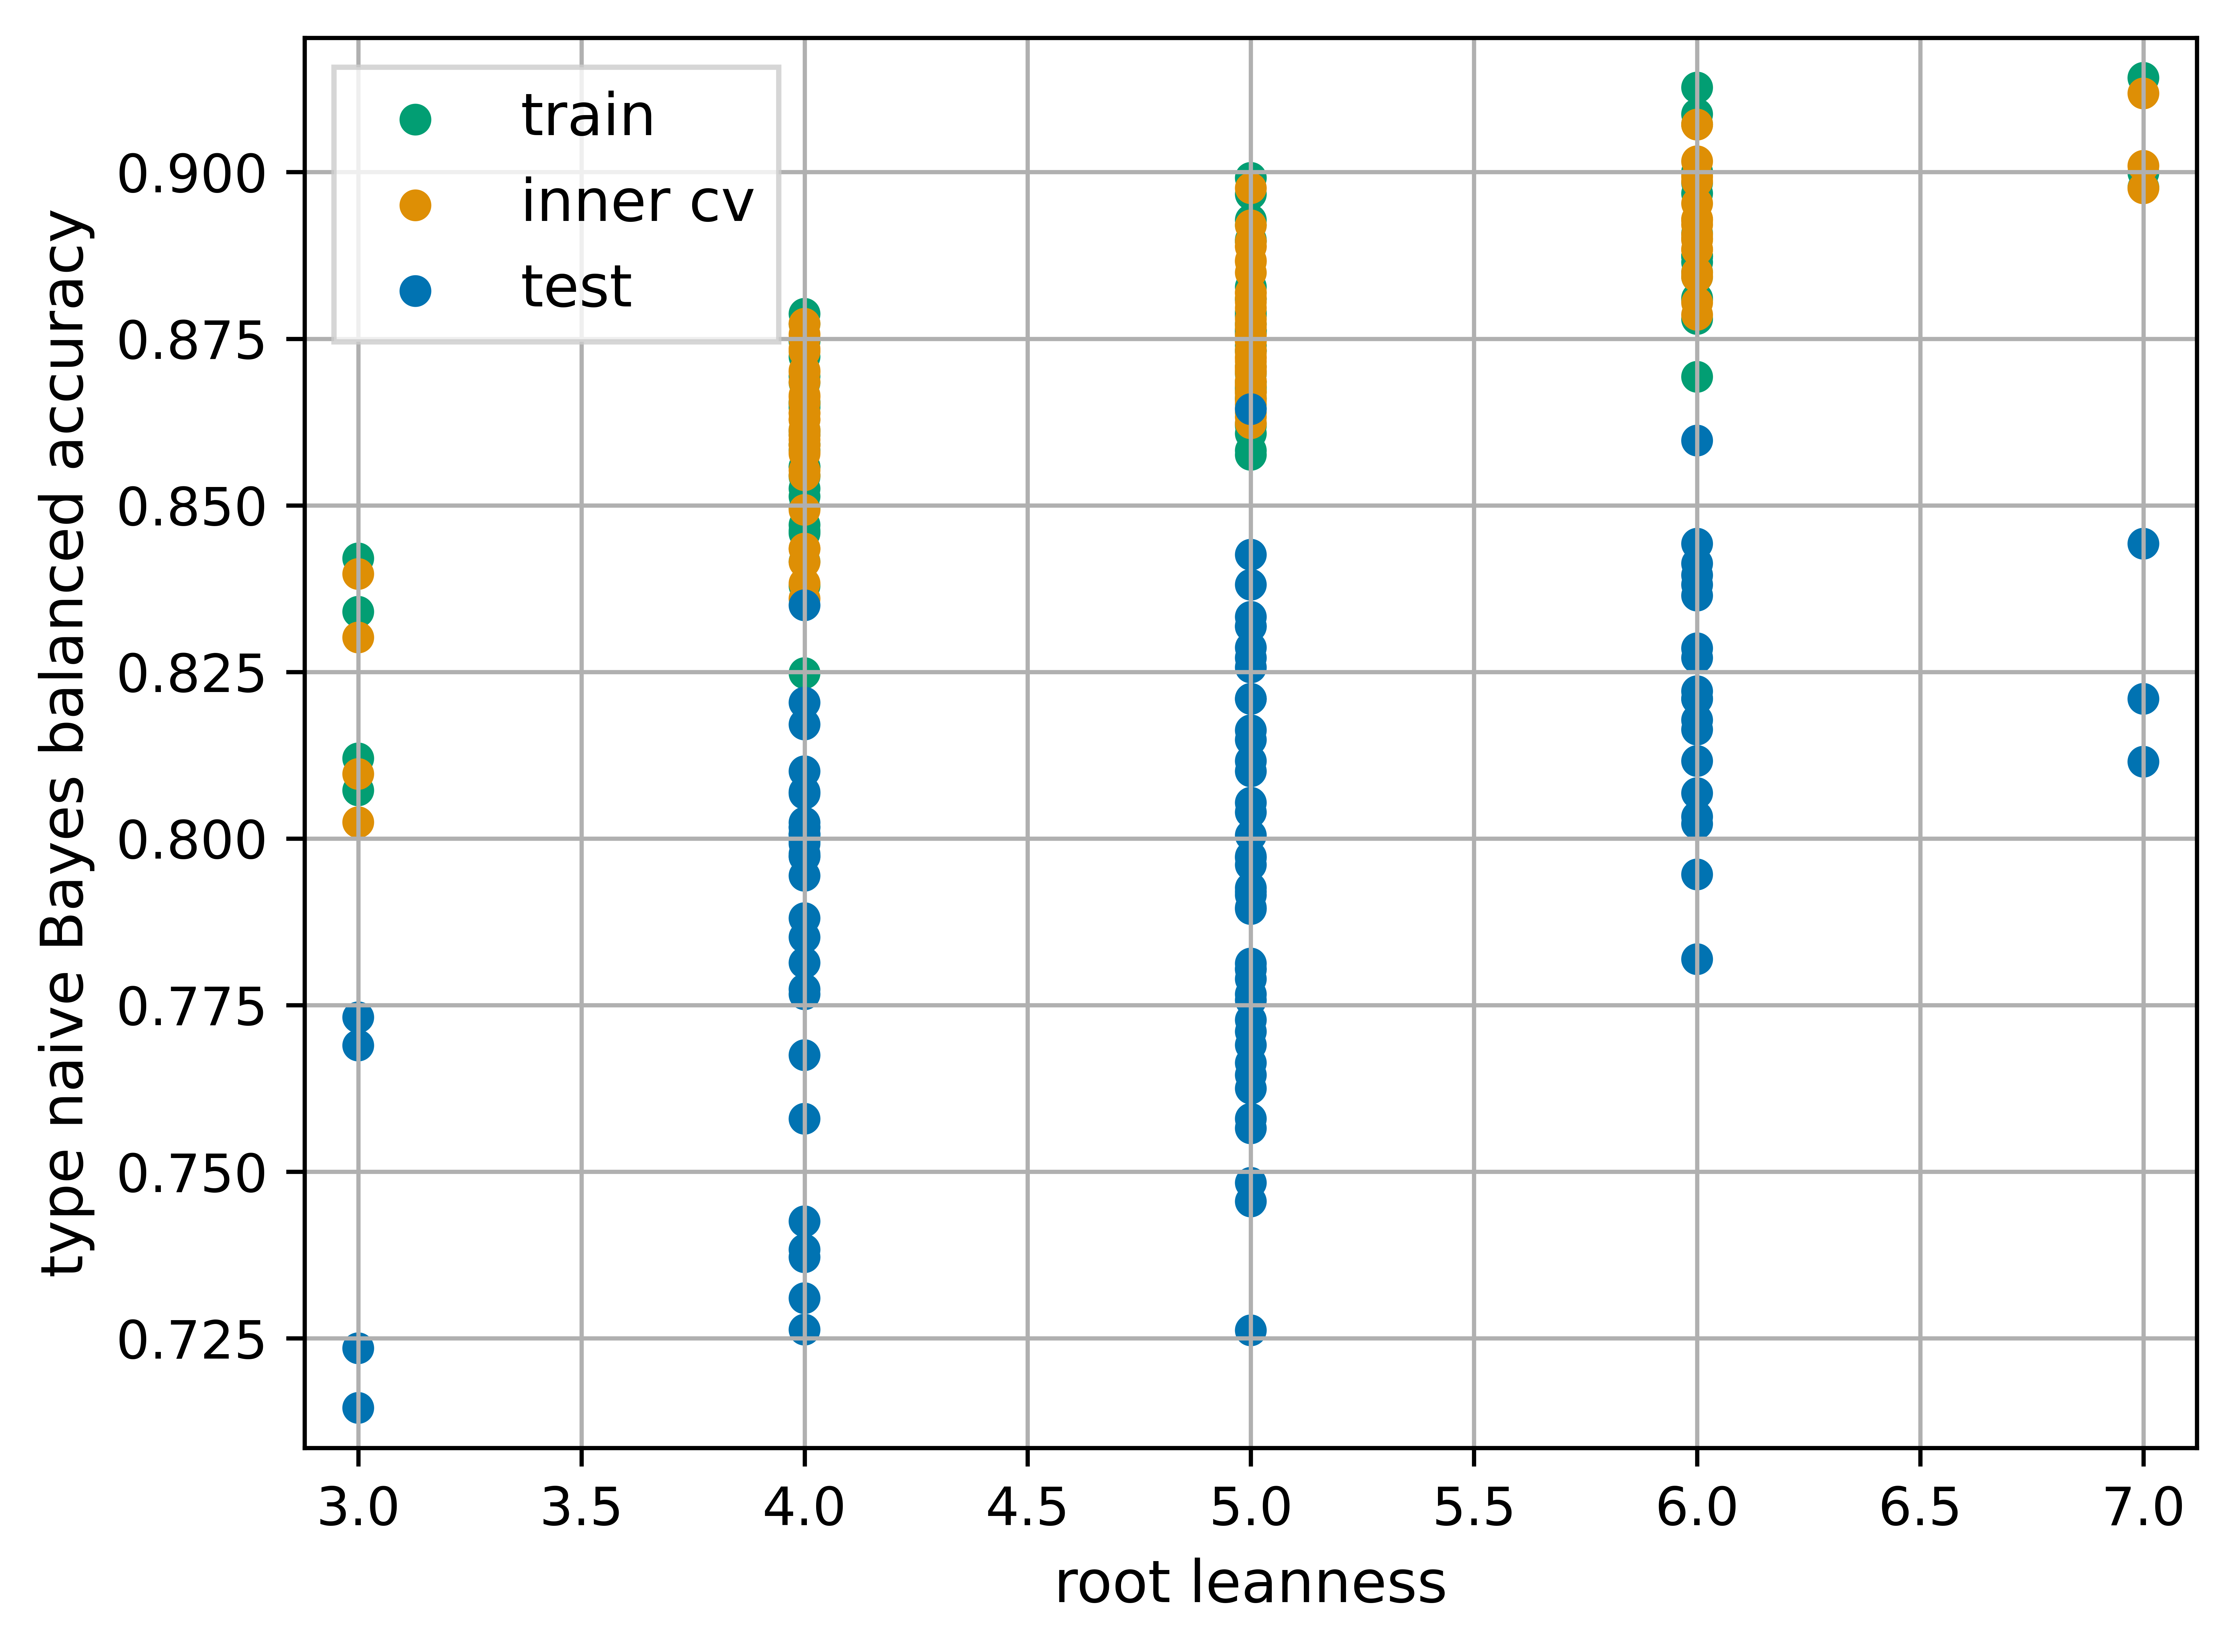 train
inner cv
test
type naive Bayes balanced accuracy
0.900
0.875
0.850
0.825
0.800
0.775
0.750
0.725
3.0 3.5 4.0 4.5 5.0 5.5 6.0 6.5 7.0
root leanness